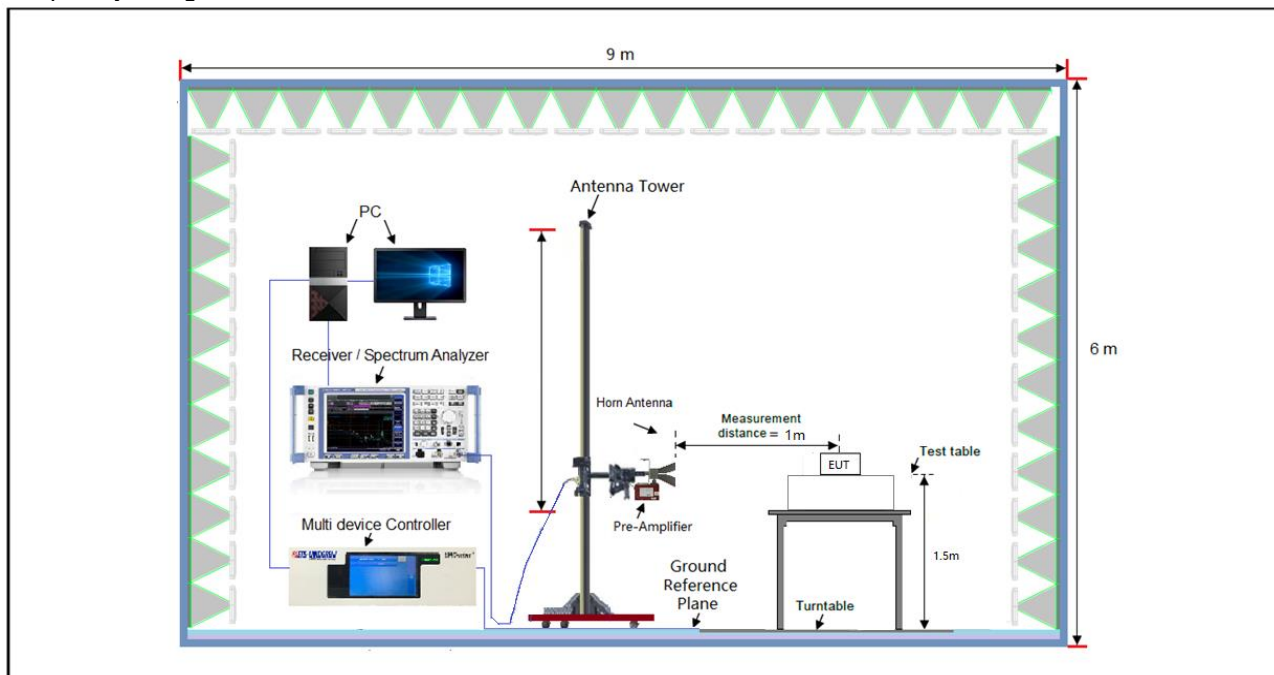 9 m
Antenna Tower
PC
6 m
Receiver / Spectrum Analyzer
Horn Antenna
Measurement
distance = 1m
Test table
EUT
Pre-Amplifier
Multi device Controller
1.5m
Ground
Reference
Plane
Turntable